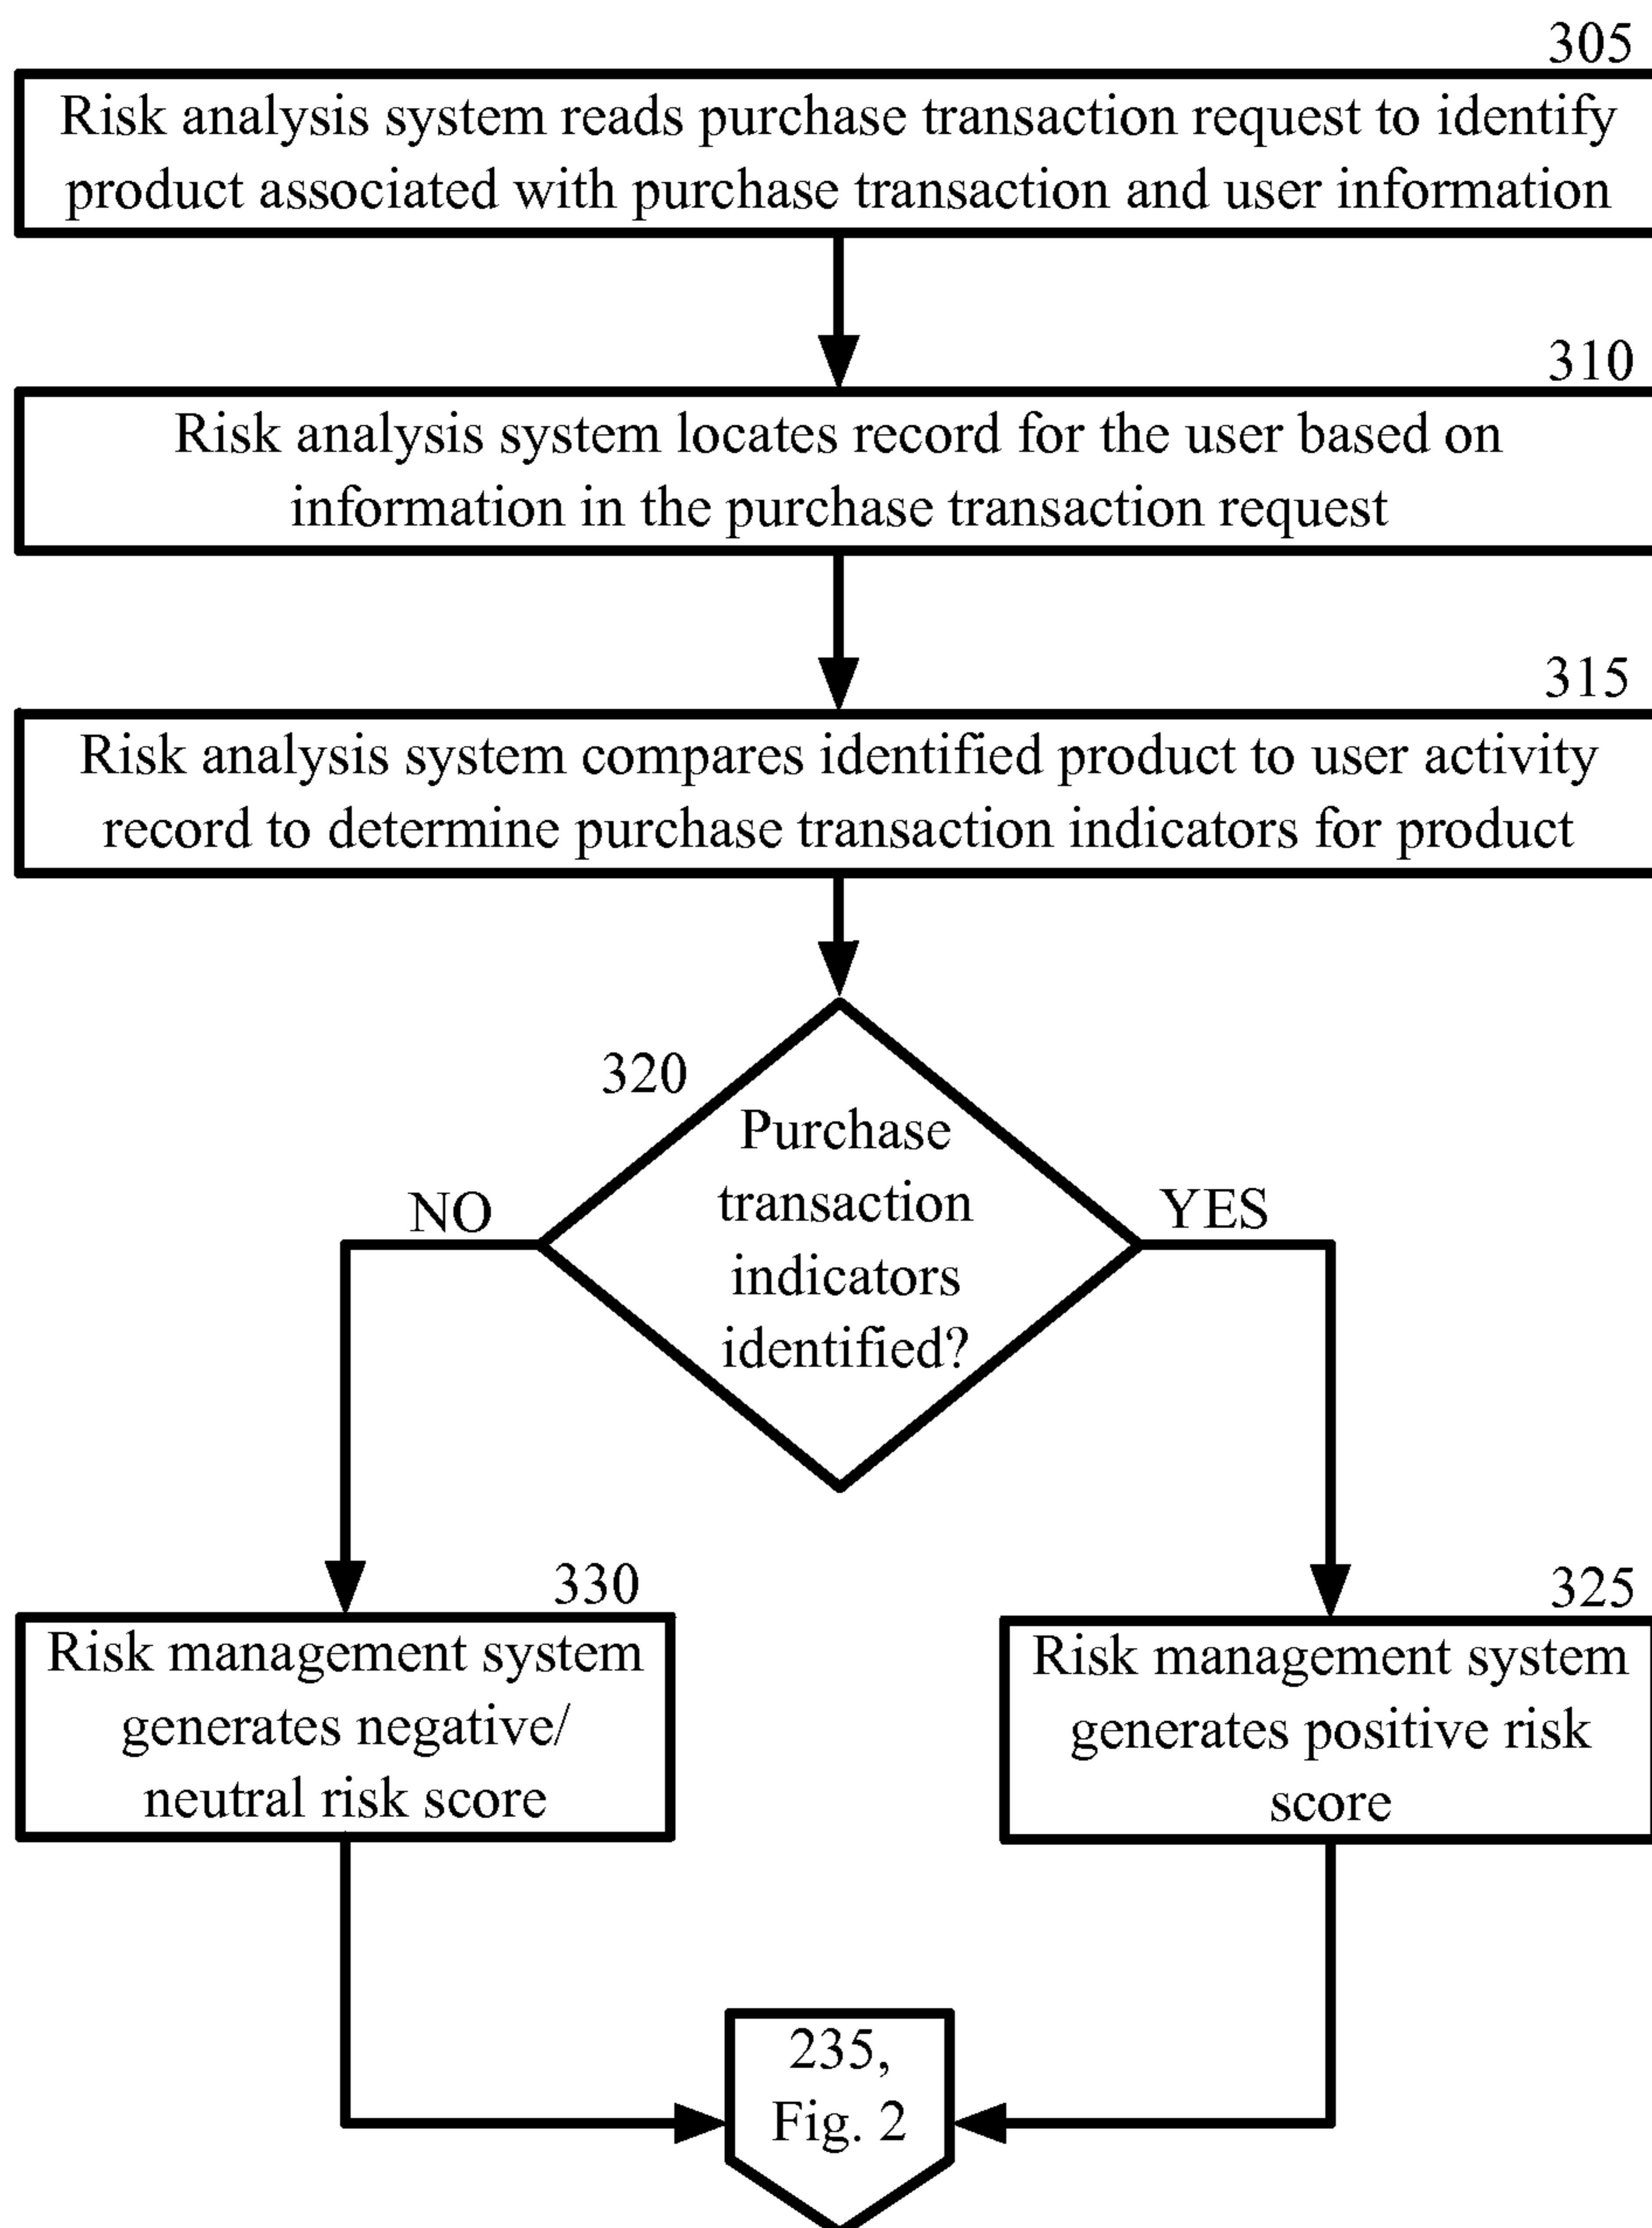 305
Risk analysis system reads purchase transaction request to identify
product associated with purchase transaction and user information
310
Risk analysis system locates record for the user based on
information in the purchase transaction request
315
Risk analysis system compares identified product to user activity
record to determine purchase transaction indicators for product
320
Purchase
transaction
indicators
identified?
NO
YES
330
Risk management system
generates negative/
neutral risk score
325
Risk management system
generates positive risk
score
235,
Fig. 2